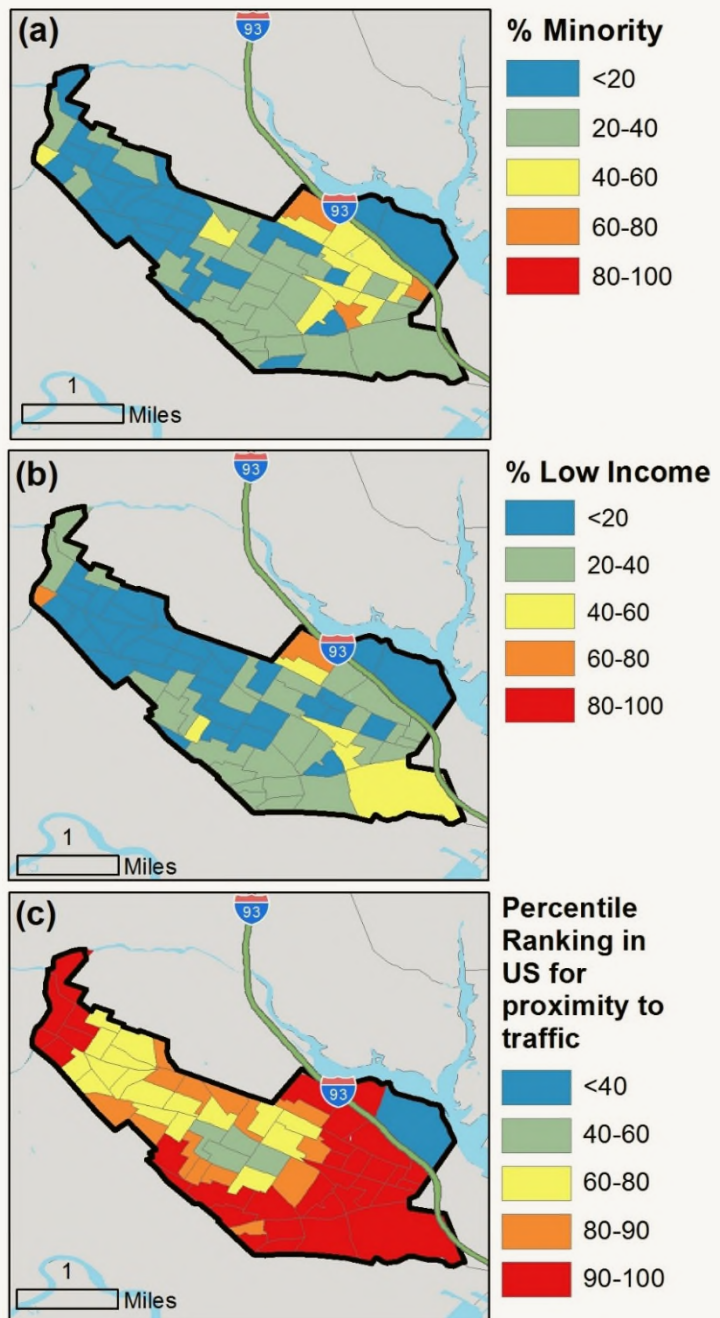 (a)
93
93
1
Miles
% Minority
<20
20-40
40-60
60-80
80-100
(b)
93
93
1
Miles
% Low Income
<20
20-40
40-60
60-80
80-100
(c)
93
93
1
Miles
Percentile
Ranking in
US for
proximity to
traffic
<40
40-60
60-80
80-90
90-100